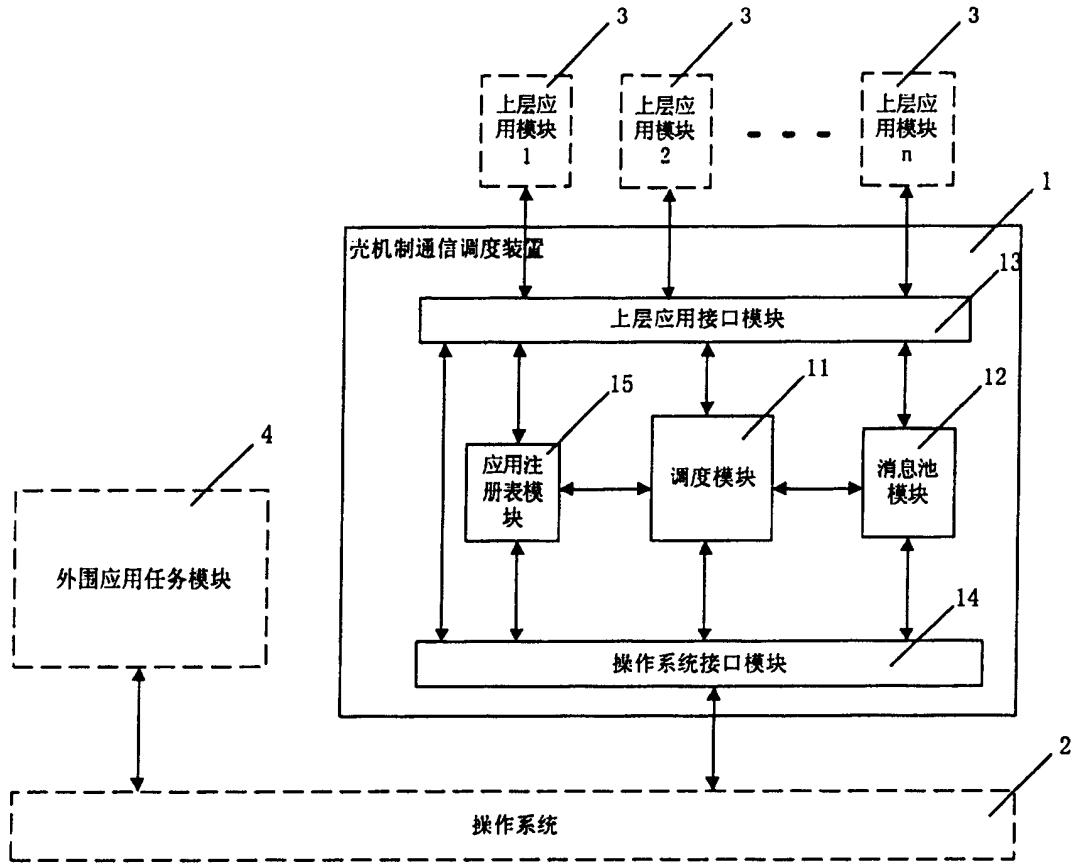 3
3
3
上层应
用模块
1
上层应
用模块
2
上层应
用模块
n
1
壳机制通信调度装置
13
上层应用接口模块
15
11
12
应用注
册表模
块
调度模块
消息池
模块
4
外围应用任务模块
14
操作系统接口模块
2
操作系统